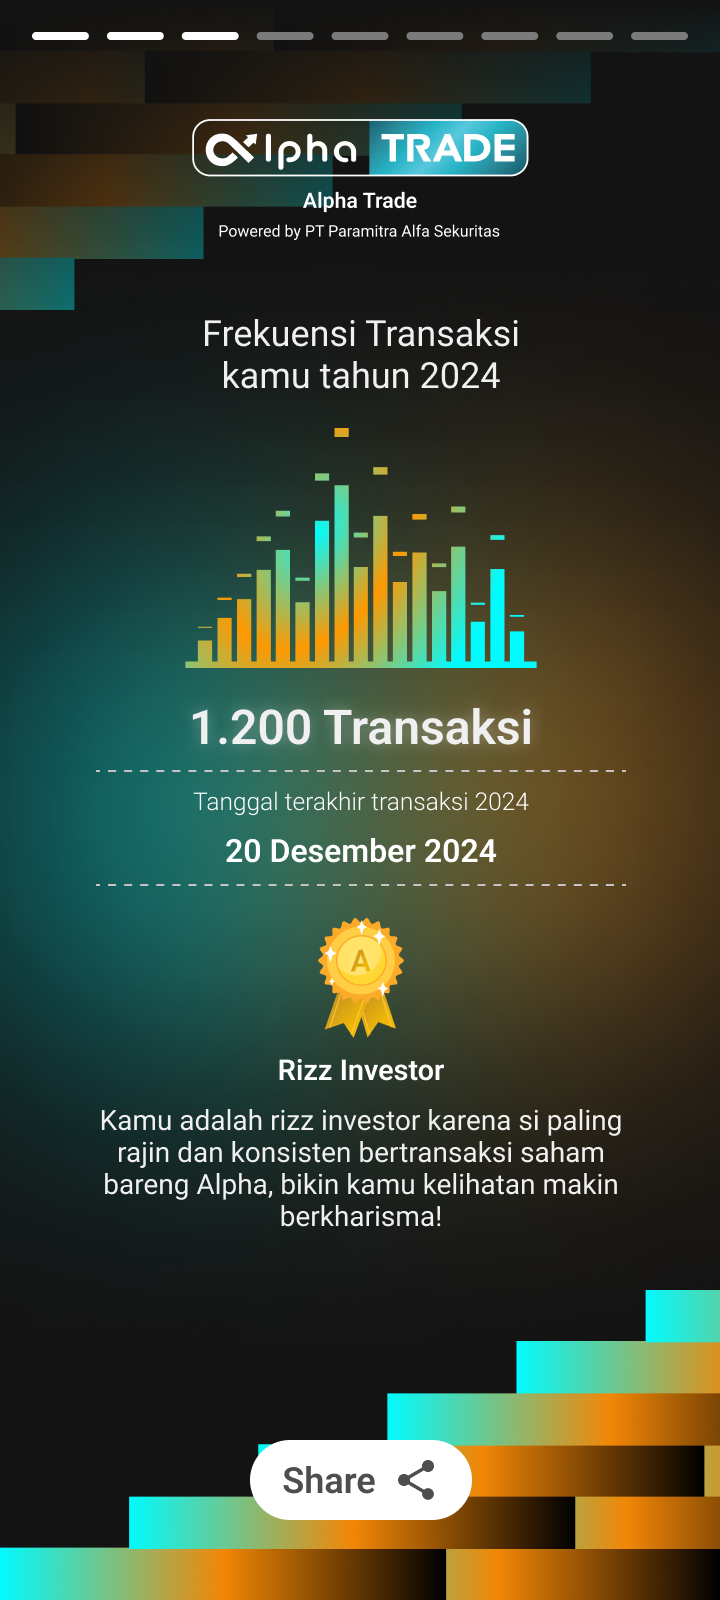 alpha TRADE
Alpha Trade
Powered by PT Paramitra Alfa Sekuritas
Frekuensi Transaksi
kamu tahun 2024
1.200 Transaksi
Tanggal terakhir transaksi 2024
20 Desember 2024
A
Rizz Investor
Kamu adalah rizz investor karena si paling
rajin dan konsisten bertransaksi saham
bareng Alpha, bikin kamu kelihatan makin
berkharisma!
Share